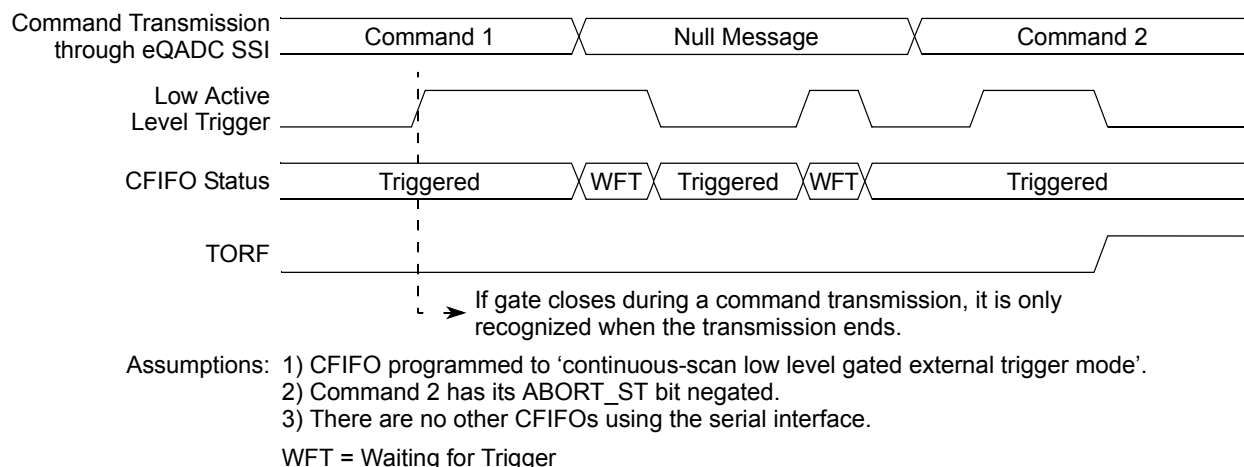 Command Transmission
through eQADC SSI
Command 1
Null Message
Command 2
Low Active
Level Trigger
CFIFO Status
Triggered
WFT
Triggered
WFT
Triggered
TORF
If gate closes during a command transmission, it is only
recognized when the transmission ends.
Assumptions: 1) CFIFO programmed to ‘continuous-scan low level gated external trigger mode’.
2) Command 2 has its ABORT_ST bit negated.
3) There are no other CFIFOs using the serial interface.
WFT = Waiting for Trigger